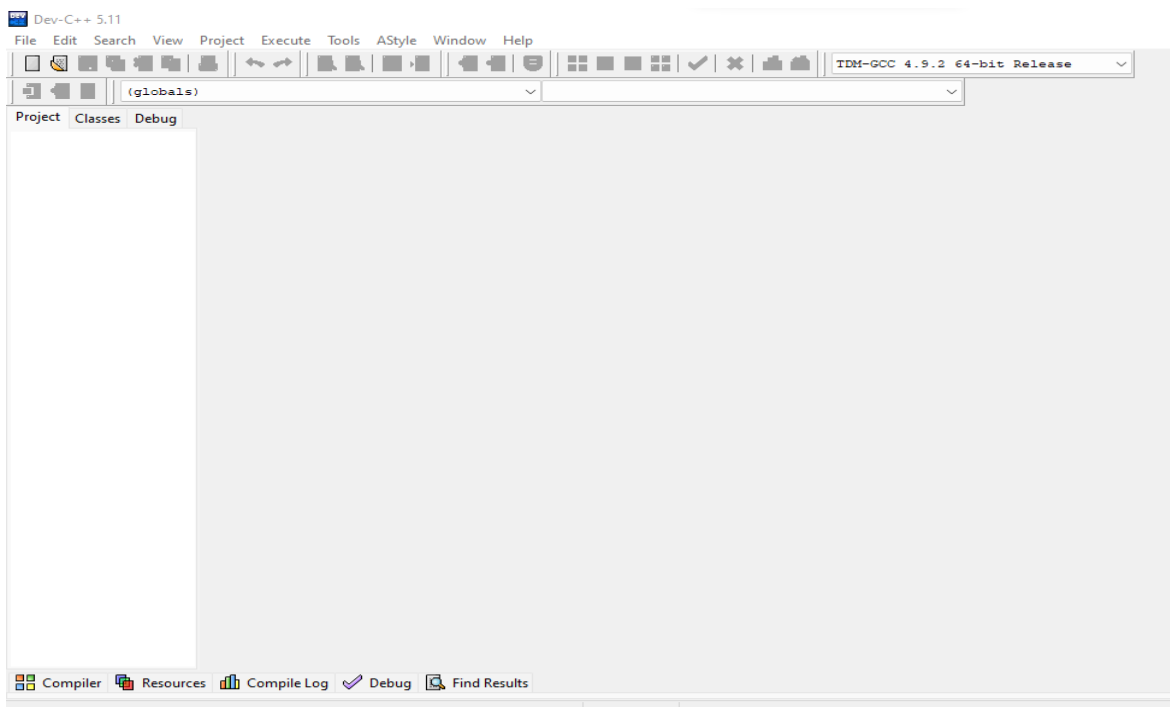 Dev-C++ 5.11
File Edit Search View Project Execute Tools AStyle Window Help
TDM-GCC 4.9.2 64-bit Release
(globals)
Project Classes Debug
Compiler Resources Compile Log Debug Find Results